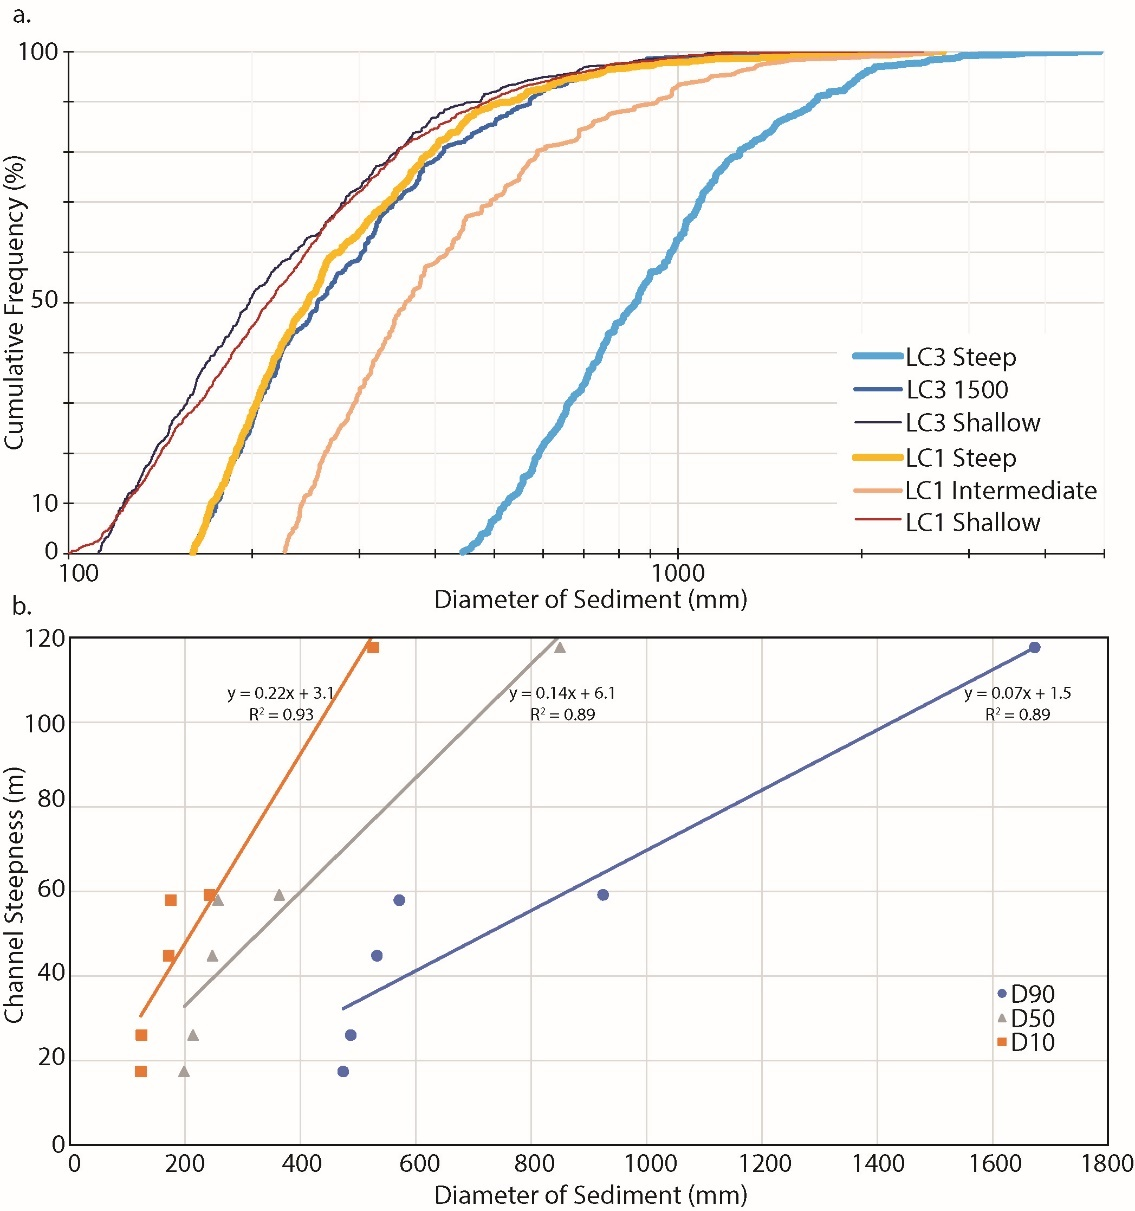 a.
100
50
10
0
Cumulative Frequency (%)
LC3 Steep
LC3 1500
LC3 Shallow
LC1 Steep
LC1 Intermediate
LC1 Shallow
100
1000
Diameter of Sediment (mm)
b.
120
100
80
60
40
20
0
Channel Steepness (m)
y = 0.22x + 3.1
R² = 0.93
y = 0.14x + 6.1
R² = 0.89
y = 0.07x + 1.5
R² = 0.89
D90
D50
D10
0 200 400 600 800 1000 1200 1400 1600 1800
Diameter of Sediment (mm)